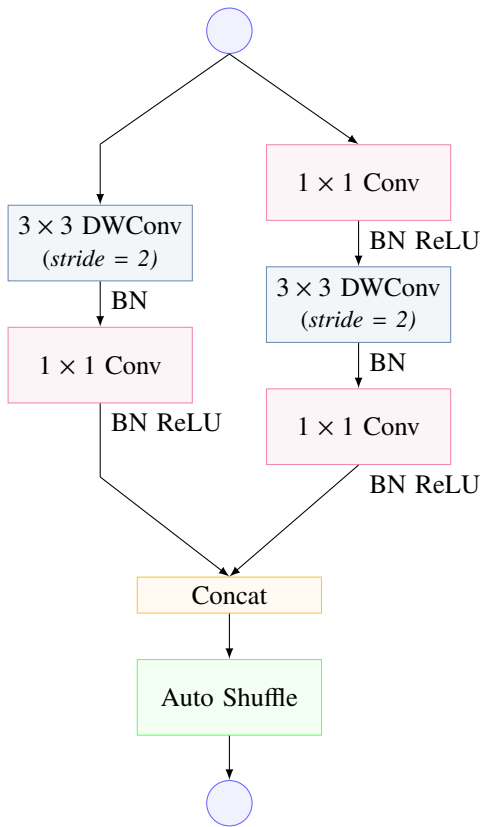 3 × 3 DWConv
(stride = 2)
BN
1 × 1 Conv
BN ReLU
1 × 1 Conv
BN ReLU
3 × 3 DWConv
(stride = 2)
BN
1 × 1 Conv
BN ReLU
Concat
Auto Shuffle